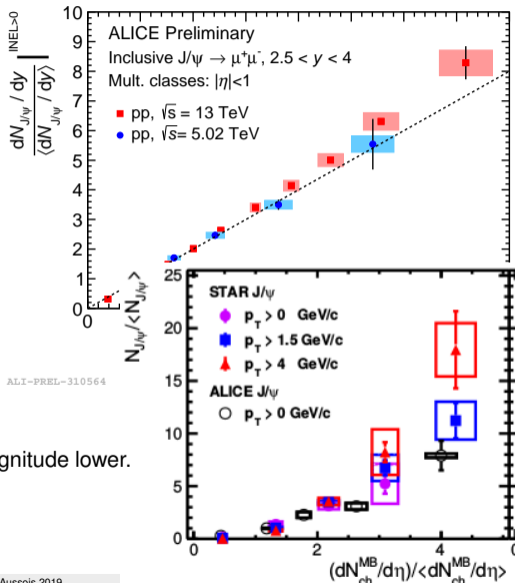 ALICE Preliminary
Inclusive J/ψ → μ⁺μ⁻, 2.5 < y < 4
Mult. classes: |η|<1
pp, √s = 13 TeV
pp, √s = 5.02 TeV
dN_J/ψ / dy
⟨dN_J/ψ / dy⟩
INEL>0
10
9
8
7
6
5
4
3
2
1
0
0
ALI-PREL-310564
gnitude lower.
N_J/ψ/<N_J/ψ>
25
20
15
10
5
0
STAR J/ψ
p_T > 0 GeV/c
p_T > 1.5 GeV/c
p_T > 4 GeV/c
ALICE J/ψ
p_T > 0 GeV/c
0 2 4
(dN_ch^MB/dη)/<dN_ch^MB/dη>
Aussois 2019